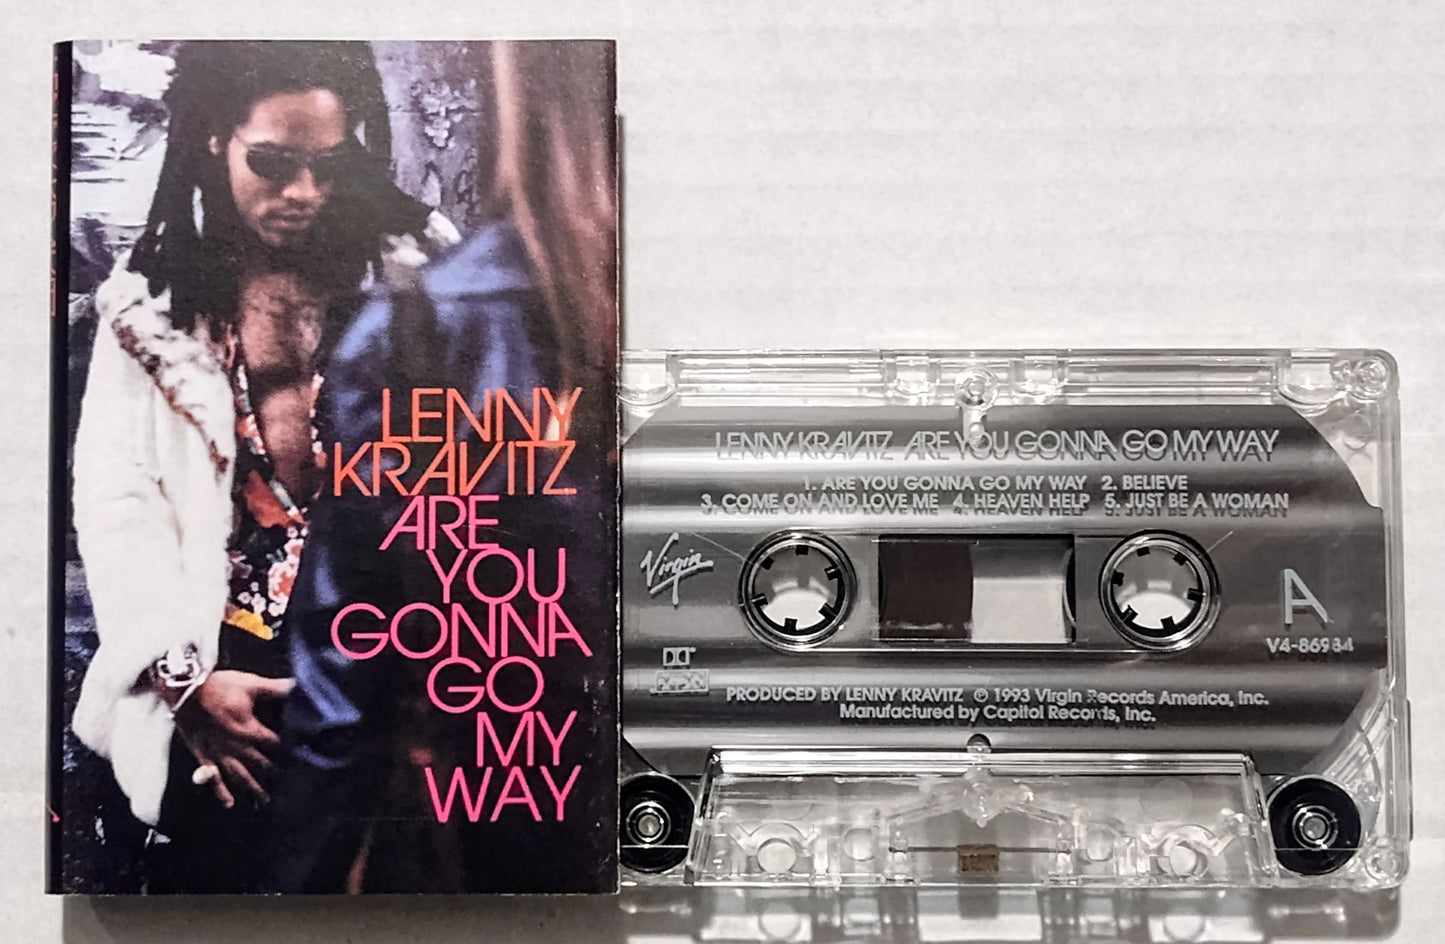 LENNY
KRAVITZ
ARE
YOU
GONNA
GO
MY
WAY
LENNY KRAVITZ ARE YOU GONNA GO MY WAY
1. ARE YOU GONNA GO MY WAY 2. BELIEVE
3. COME ON AND LOVE ME 4. HEAVEN HELP 5. JUST BE A WOMAN
Virgin
A
V4-86984
PRODUCED BY LENNY KRAVITZ ℗ 1993 Virgin Records America, Inc.
Manufactured by Capitol Records, Inc.